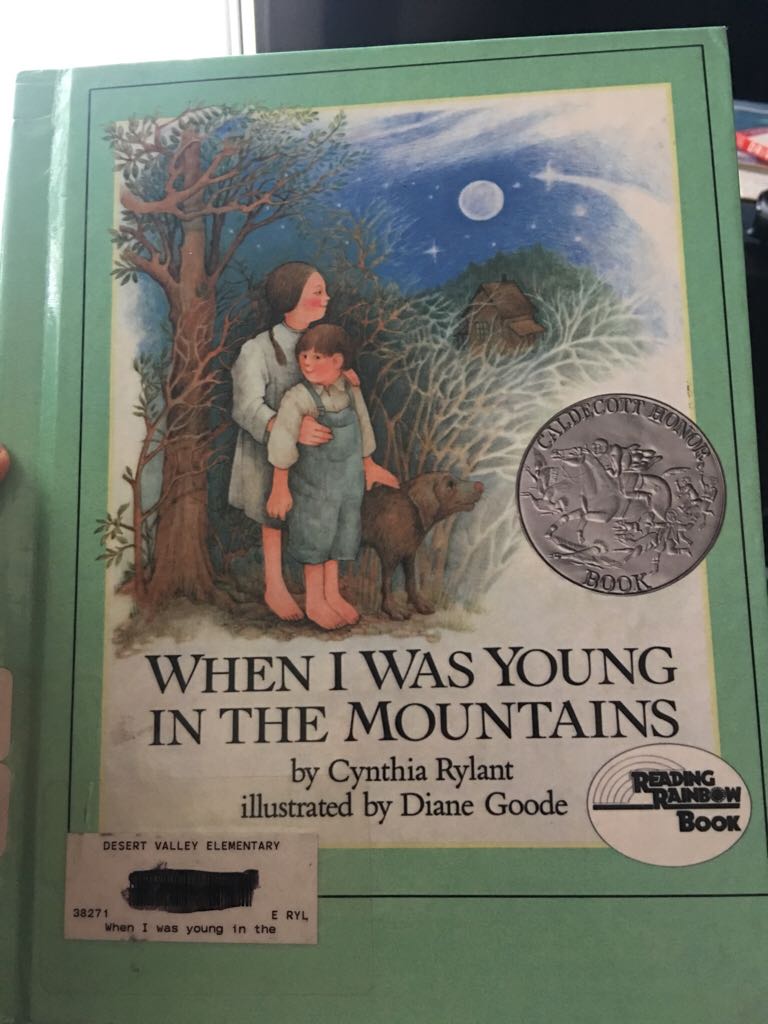 CALDECOTT HONOR
BOOK
WHEN I WAS YOUNG
IN THE MOUNTAINS
by Cynthia Rylant
illustrated by Diane Goode
READING
RAINBOW
BOOK
DESERT VALLEY ELEMENTARY
38271 E RYL
When I was young in the